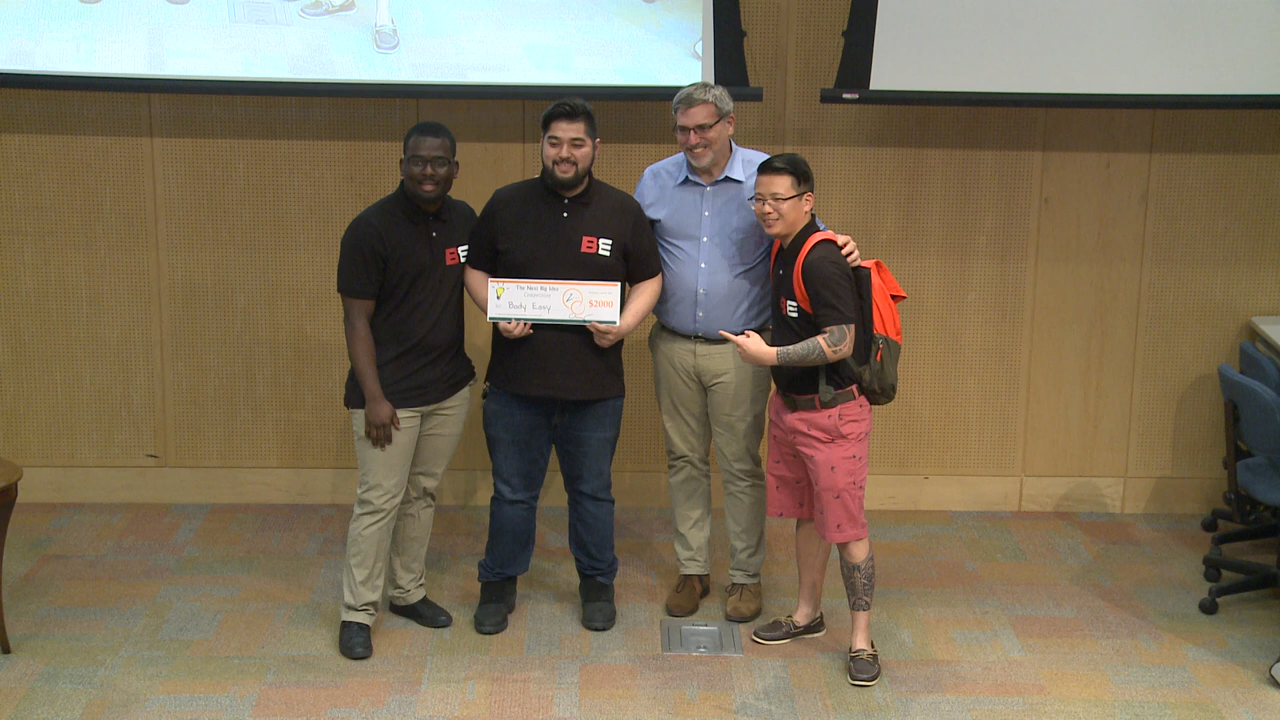 BE
BE
BE
The Next Big Idea
Competition
Body Easy
$2000